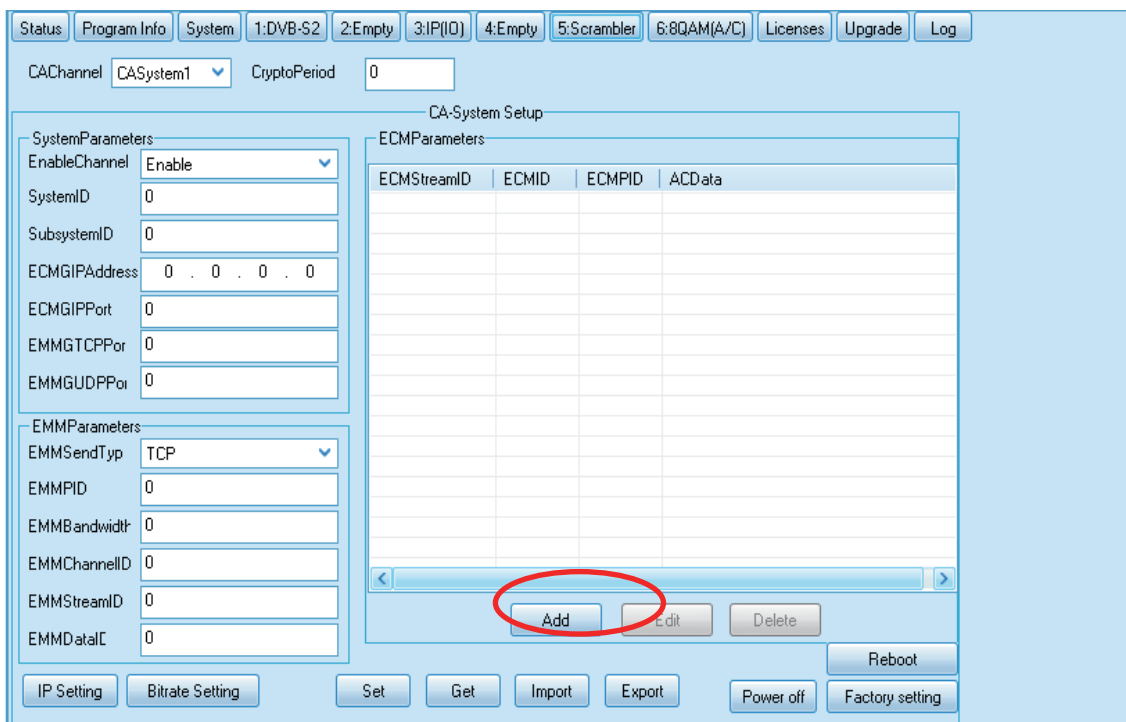 Status Program Info System 1:DVB-S2 2:Empty 3:IP(IO) 4:Empty 5:Scrambler 6:8QAM(A/C) Licenses Upgrade Log
CAChannel CASystem1 CryptoPeriod 0
CA-System Setup
SystemParameters
EnableChannel Enable
SystemID 0
SubsystemID 0
ECMGIPAddress 0 . 0 . 0 . 0
ECMGIPPort 0
EMMGTCPPor 0
EMMGUDPPoi 0
EMMParameters
EMMSendTyp TCP
EMMPID 0
EMMBandwidth 0
EMMChannelID 0
EMMStreamID 0
EMMDataID 0
ECMParameters
ECMStreamID ECMID ECMPID ACData
Add Edit Delete
Reboot
IP Setting Bitrate Setting Set Get Import Export Power off Factory setting